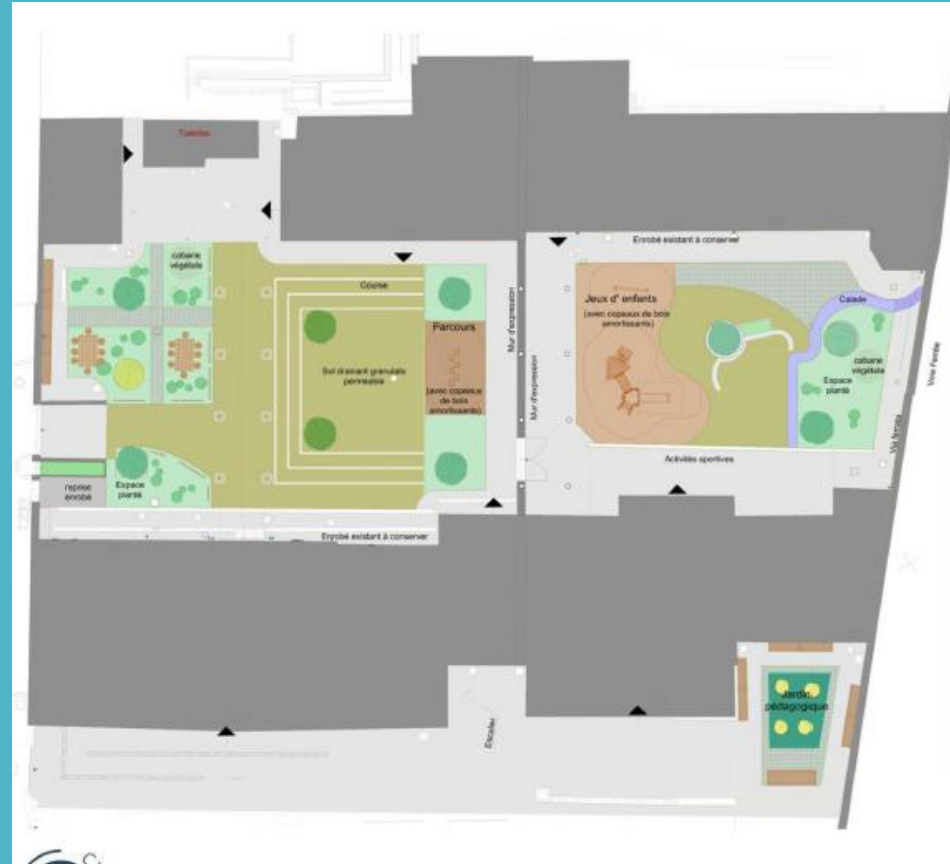 Toilettes
cabane
végétale
Course
Parcours
Sol drainant granulats
perméable
(avec copeaux
de bois
amortissants)
Espace
planté
reprise
enrobé
Enrobé existant à conserver
Mur d'expression
Mur d'expression
Enrobé existant à conserver
Jeux d' enfants
(avec copeaux de bois
amortissants)
Calade
cabane
végétale
Espace
planté
Voie Ferrée
Activités sportives
Escalier
Jardin
pédagogique